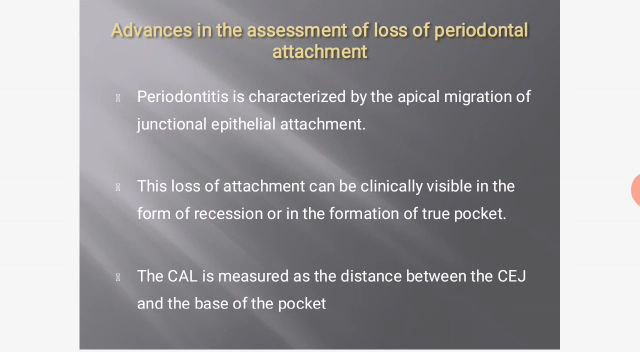 Advances in the assessment of loss of periodontal
attachment
Periodontitis is characterized by the apical migration of
junctional epithelial attachment.
This loss of attachment can be clinically visible in the
form of recession or in the formation of true pocket.
The CAL is measured as the distance between the CEJ
and the base of the pocket